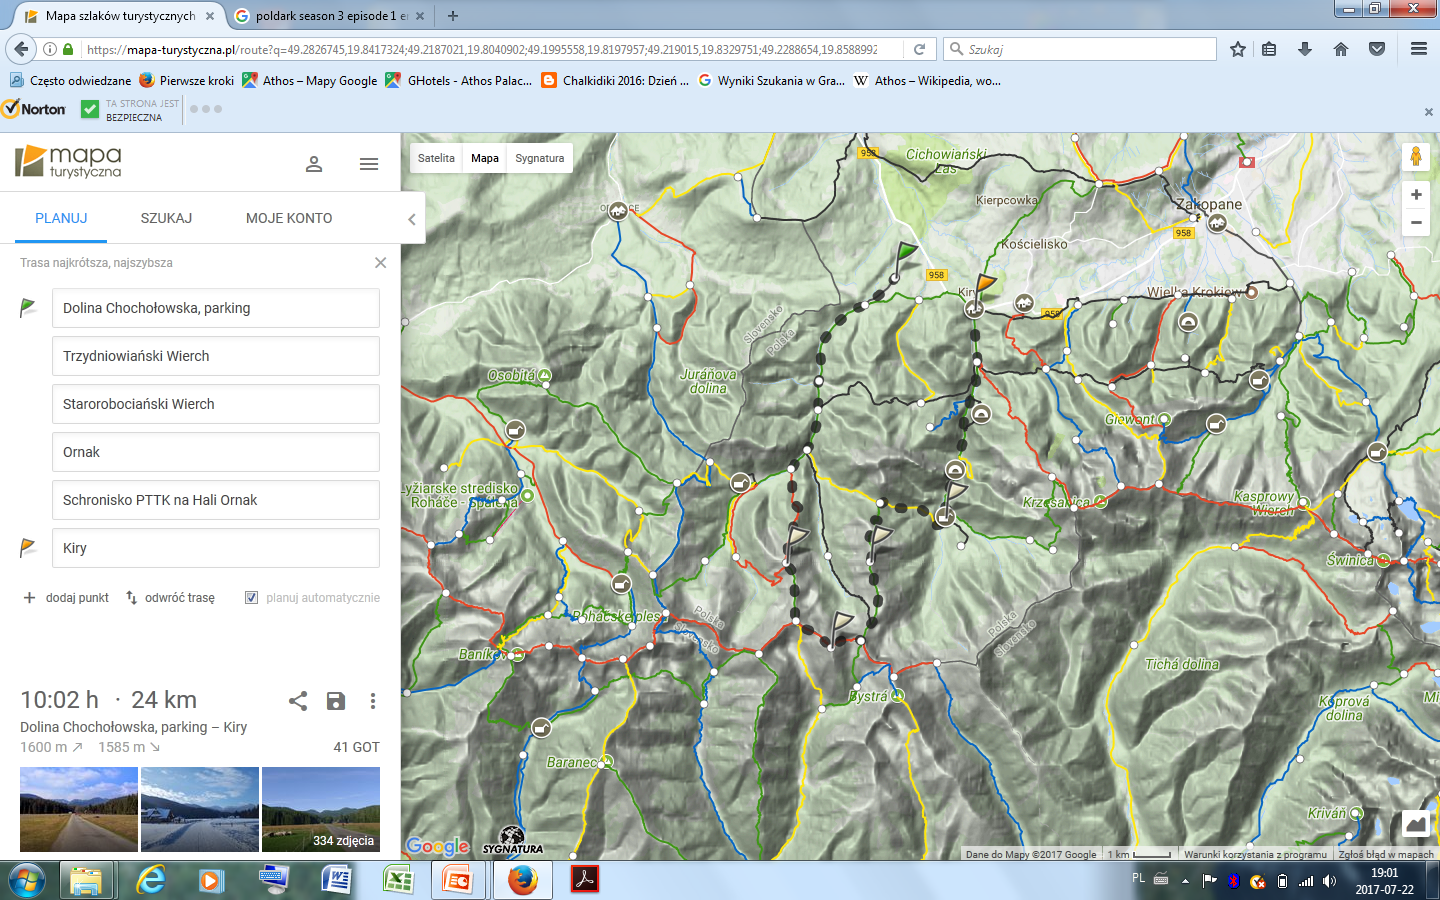 Mapa szlaków turystycznych
poldark season 3 episode 1 er
https://mapa-turystyczna.pl/route?q=49.2826745,19.8417324;49.2187021,19.8040902;49.1995558,19.8197957;49.219015,19.8329751;49.2288654,19.8588992
Szukaj
Często odwiedzane
Pierwsze kroki
Athos – Mapy Google
GHotels - Athos Palac...
Chalkidiki 2016: Dzień ...
Wyniki Szukania w Gra...
Athos – Wikipedia, wo...
Norton
TA STRONA JEST
BEZPIECZNA
mapa
turystyczna
PLANUJ
SZUKAJ
MOJE KONTO
Trasa najkrótsza, najszybsza
Dolina Chochołowska, parking
Trzydniowiański Wierch
Starorobociański Wierch
Ornak
Schronisko PTTK na Hali Ornak
Kiry
dodaj punkt
odwróć trasę
planuj automatycznie
10:02 h · 24 km
Dolina Chochołowska, parking – Kiry
1600 m ↗ 1585 m ↘
41 GOT
334 zdjęcia
Satelita
Mapa
Sygnatura
958
Cichowiański
Las
Kierpcowka
Zakopane
958
Kościelisko
958
Kiry
958
Wielka Krokiew
Slovensko
Polska
Osobitá
Juráňova
dolina
Giewont
Lyžiarske stredisko
Roháče - Spálená
Krzesanica
Kasprowy
Wierch
Świnica
Polska
Slovensko
Roháčske ples
Polska
Slovensko
Baníkov
Tichá dolina
Bystrá
Kôprová
dolina
Baranec
Kriváň
Google
SYGNATURA
Dane do Mapy ©2017 Google
1 km
Warunki korzystania z programu
Zgłoś błąd w mapach
PL
19:01
2017-07-22